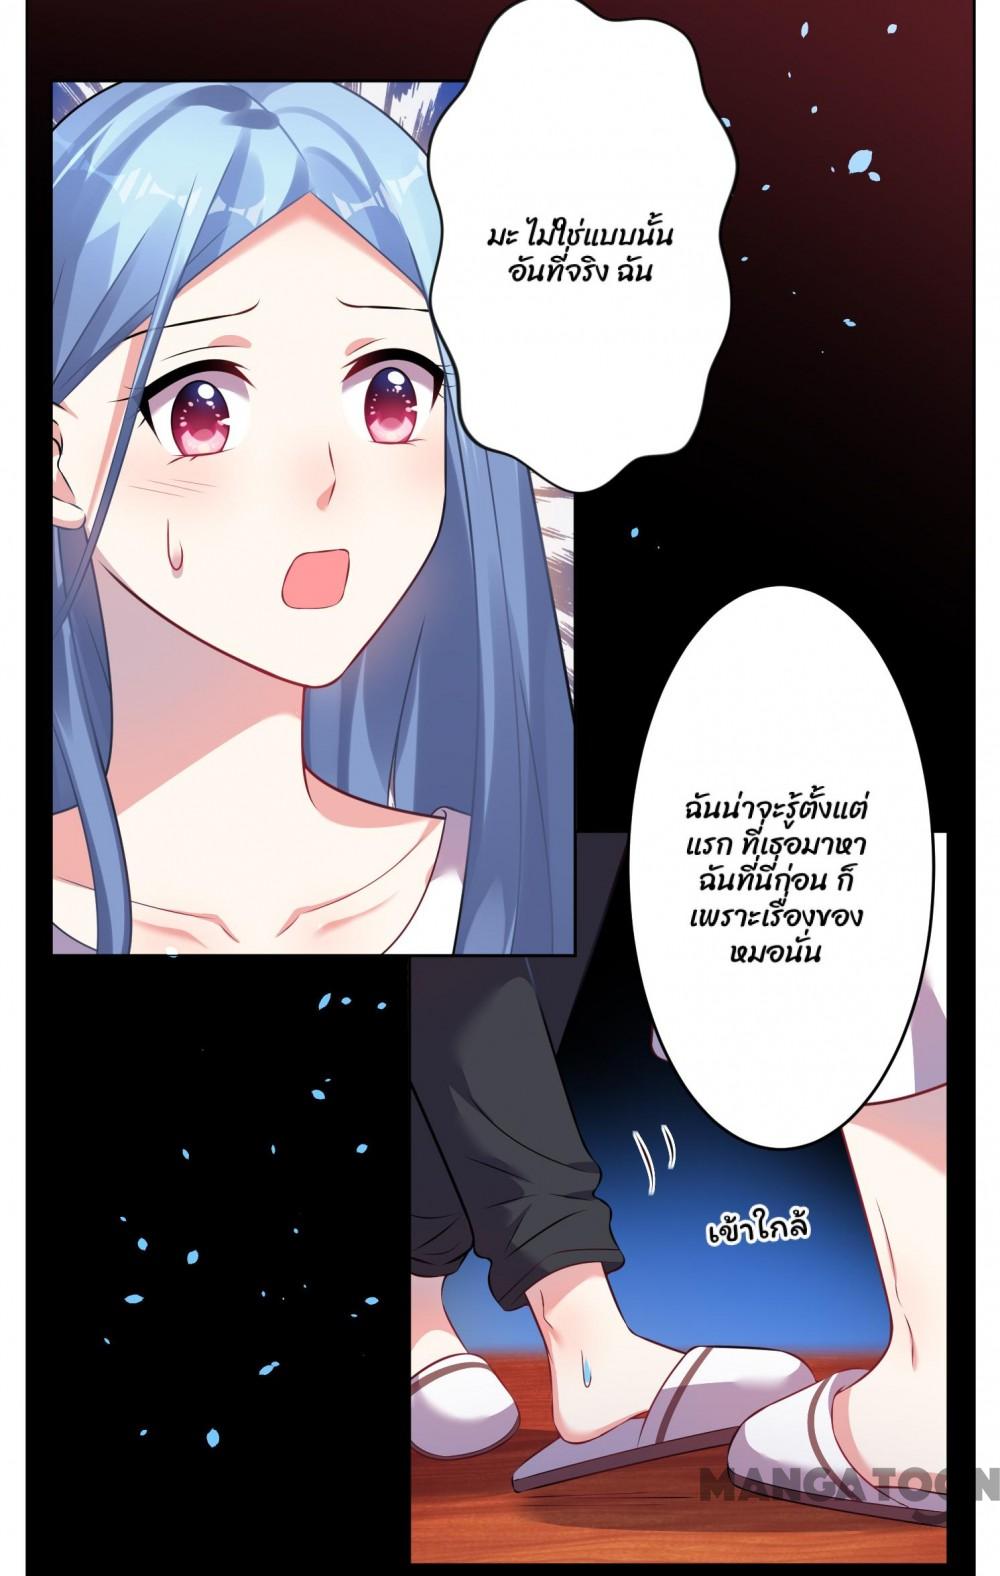 มะ ไม่ใช่แบบนั้น
อันที่จริง ฉัน
ฉันน่าจะรู้ตั้งแต่
แรก ที่เธอมาหา
ฉันที่นี่ก่อน ก็
เพราะเรื่องของ
หมอนั่น
เข้าใกล้
MANGATOON